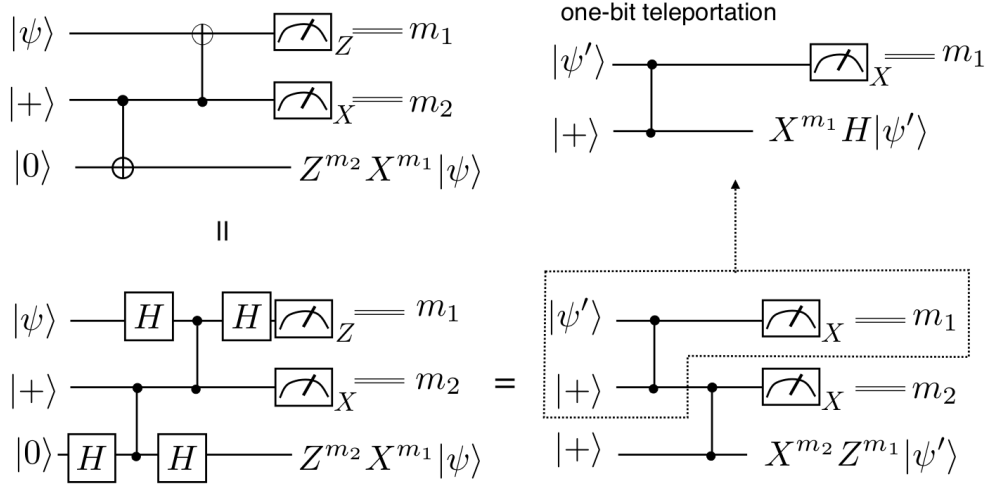 |ψ⟩ Z m₁
|+⟩ X m₂
|0⟩ Z^{m₂}X^{m₁}|ψ⟩
one-bit teleportation
|ψ′⟩ X m₁
|+⟩ X^{m₁}H|ψ′⟩
=
|ψ⟩ H H Z m₁
|+⟩ X m₂
|0⟩ H H Z^{m₂}X^{m₁}|ψ⟩
=
|ψ′⟩ X m₁
|+⟩ X m₂
|+⟩ X^{m₂}Z^{m₁}|ψ′⟩